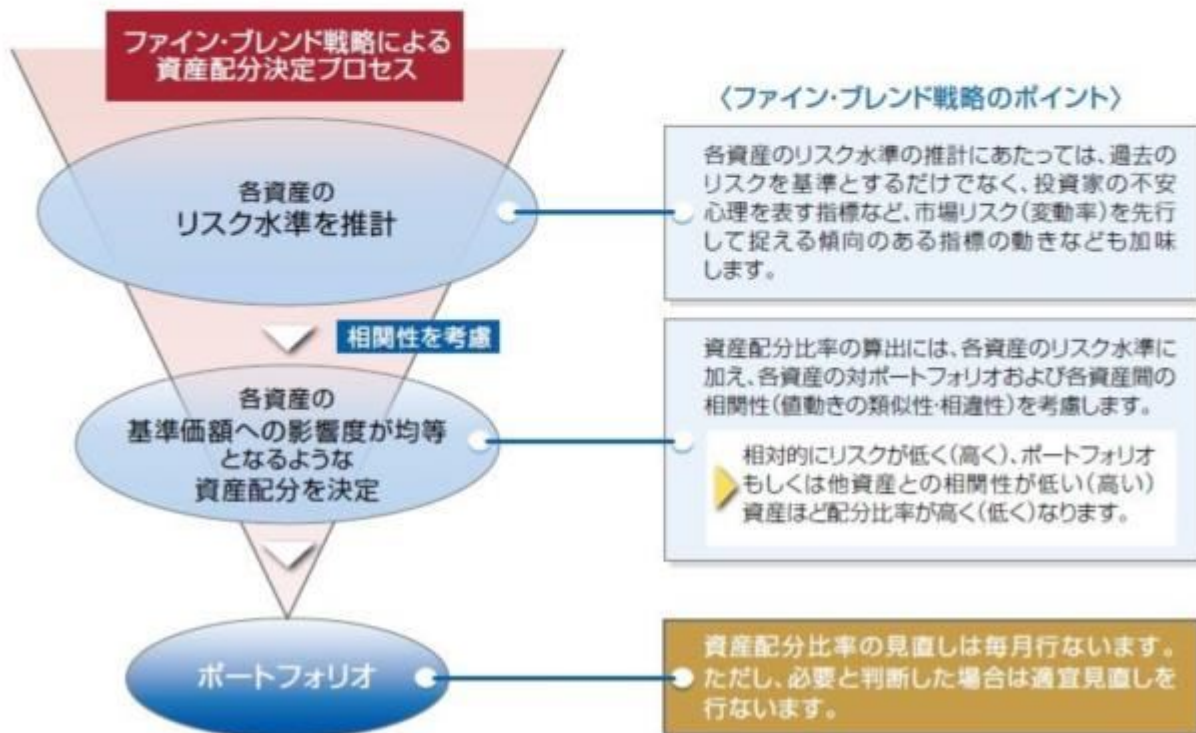 ファイン・ブレンド戦略による
資産配分決定プロセス
〈ファイン・ブレンド戦略のポイント〉
各資産の
リスク水準を推計
各資産のリスク水準の推計にあたっては、過去の
リスクを基準とするだけでなく、投資家の不安
心理を表す指標など、市場リスク(変動率)を先行
して捉える傾向のある指標の動きなども加味
します。
相関性を考慮
各資産の
基準価額への影響度が均等
となるような
資産配分を決定
資産配分比率の算出には、各資産のリスク水準に
加え、各資産の対ポートフォリオおよび各資産間の
相関性(値動きの類似性・相違性)を考慮します。
相対的にリスクが低く(高く)、ポートフォリオ
もしくは他資産との相関性が低い(高い)
資産ほど配分比率が高く(低く)なります。
ポートフォリオ
資産配分比率の見直しは毎月行ないます。
ただし、必要と判断した場合は適宜見直しを
行ないます。